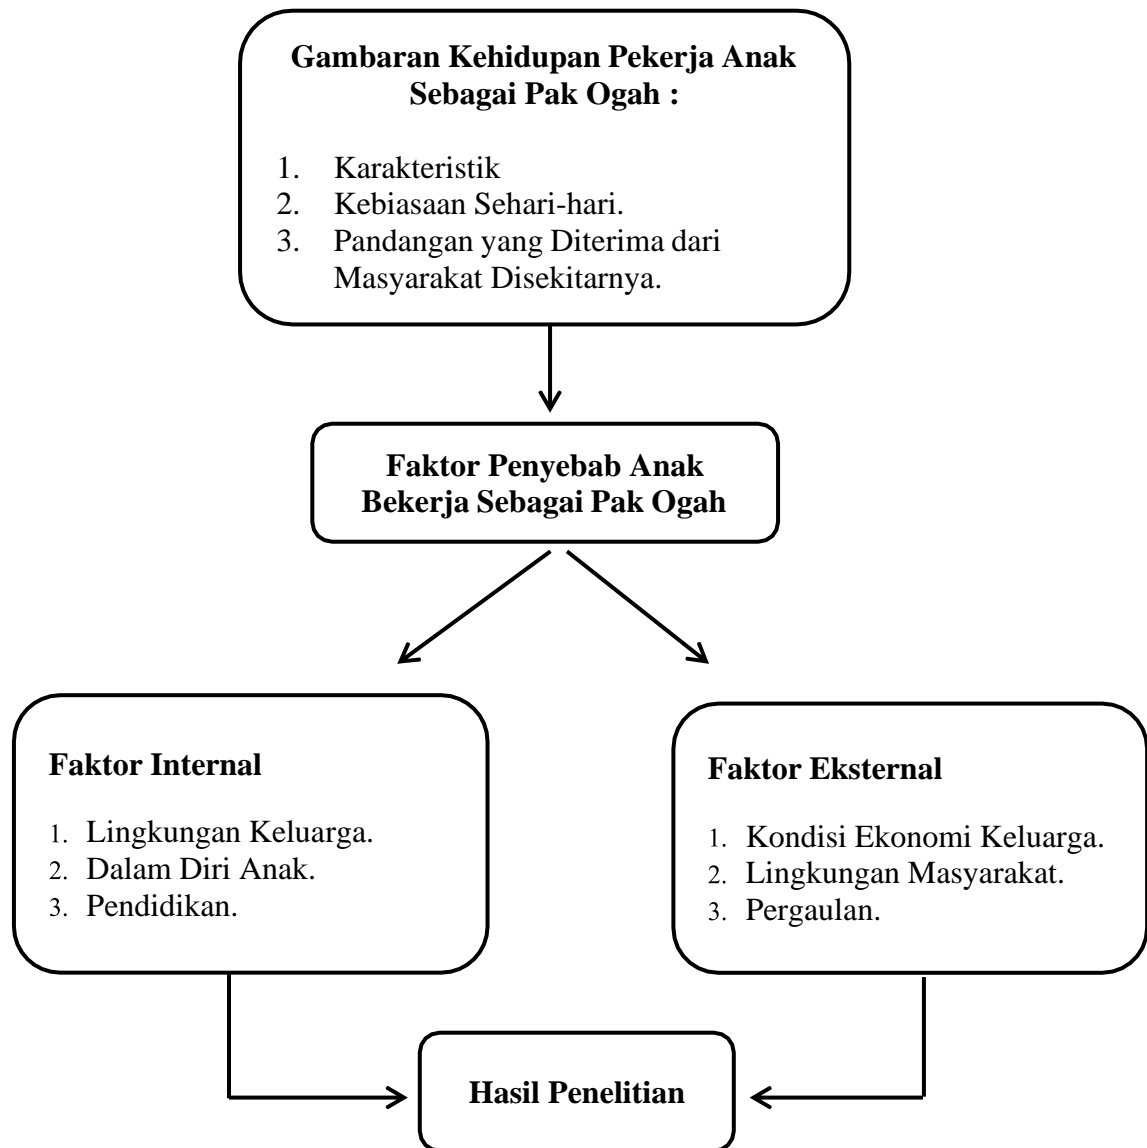 Gambaran Kehidupan Pekerja Anak
Sebagai Pak Ogah :
1. Karakteristik
2. Kebiasaan Sehari-hari.
3. Pandangan yang Diterima dari
Masyarakat Disekitarnya.
Faktor Penyebab Anak
Bekerja Sebagai Pak Ogah
Faktor Internal
1. Lingkungan Keluarga.
2. Dalam Diri Anak.
3. Pendidikan.
Faktor Eksternal
1. Kondisi Ekonomi Keluarga.
2. Lingkungan Masyarakat.
3. Pergaulan.
Hasil Penelitian